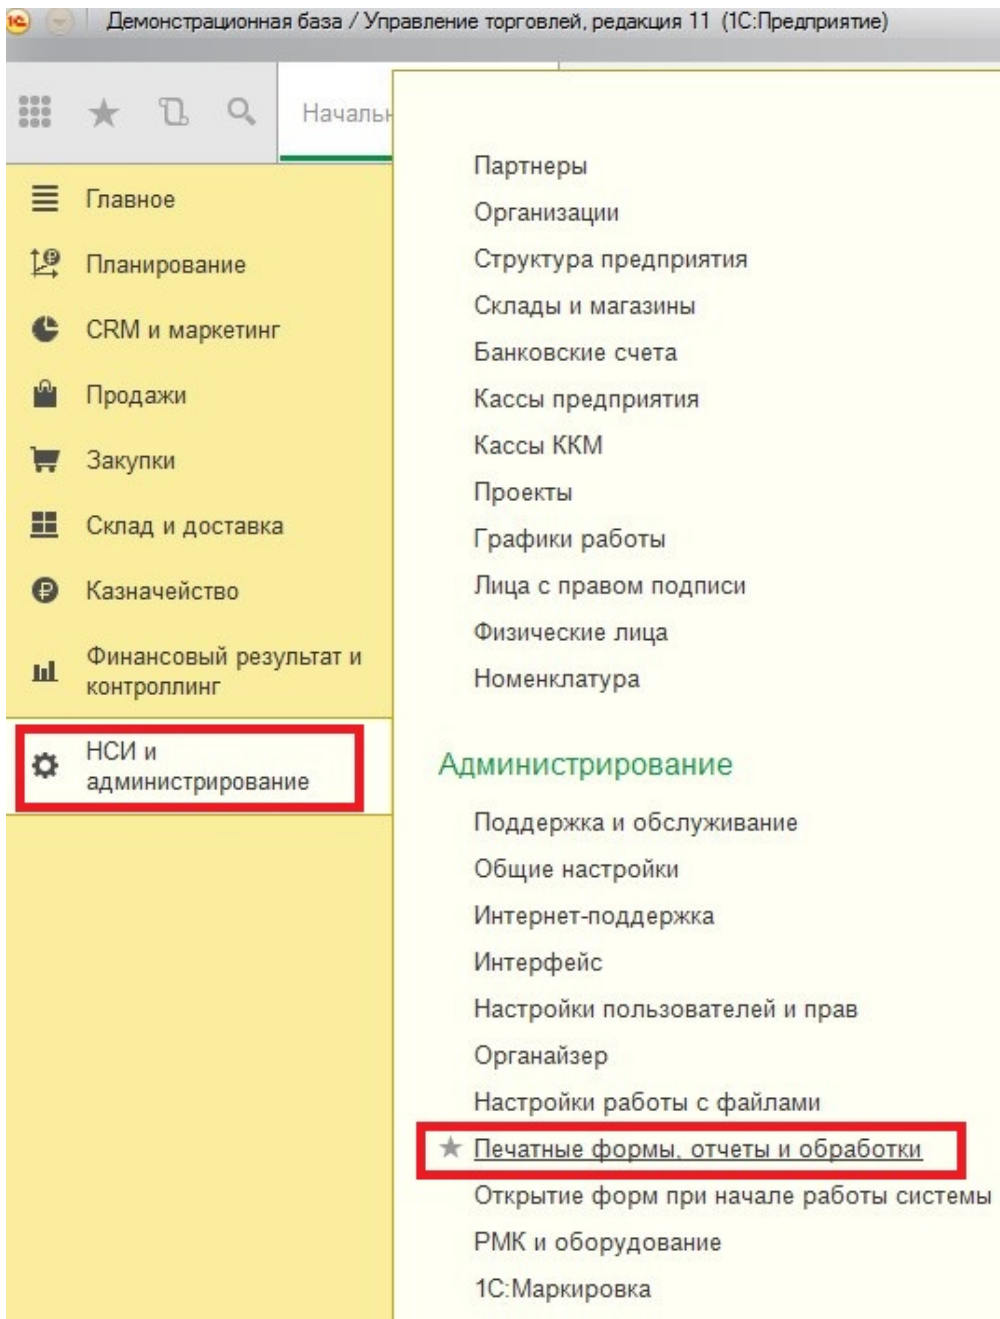 1С Демонстрационная база / Управление торговлей, редакция 11 (1С:Предприятие)
Начальн
Главное
Планирование
CRM и маркетинг
Продажи
Закупки
Склад и доставка
Казначейство
Финансовый результат и
контроллинг
НСИ и
администрирование
Партнеры
Организации
Структура предприятия
Склады и магазины
Банковские счета
Кассы предприятия
Кассы ККМ
Проекты
Графики работы
Лица с правом подписи
Физические лица
Номенклатура
Администрирование
Поддержка и обслуживание
Общие настройки
Интернет-поддержка
Интерфейс
Настройки пользователей и прав
Органайзер
Настройки работы с файлами
Печатные формы, отчеты и обработки
Открытие форм при начале работы системы
РМК и оборудование
1С:Маркировка